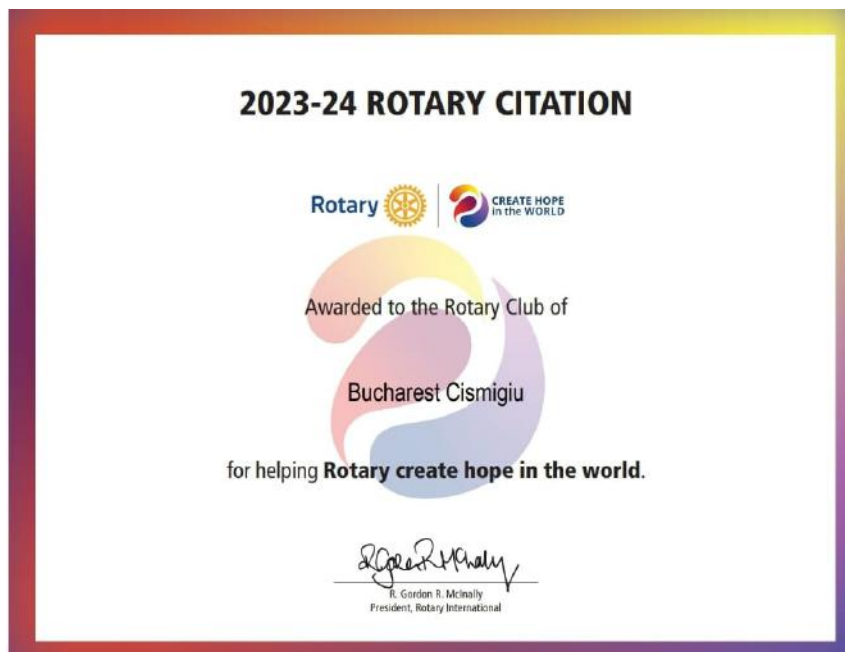 2023-24 ROTARY CITATION
Rotary
CREATE HOPE
in the WORLD
Awarded to the Rotary Club of
Bucharest Cismigiu
for helping Rotary create hope in the world.
R. Gordon R. McInally
President, Rotary International